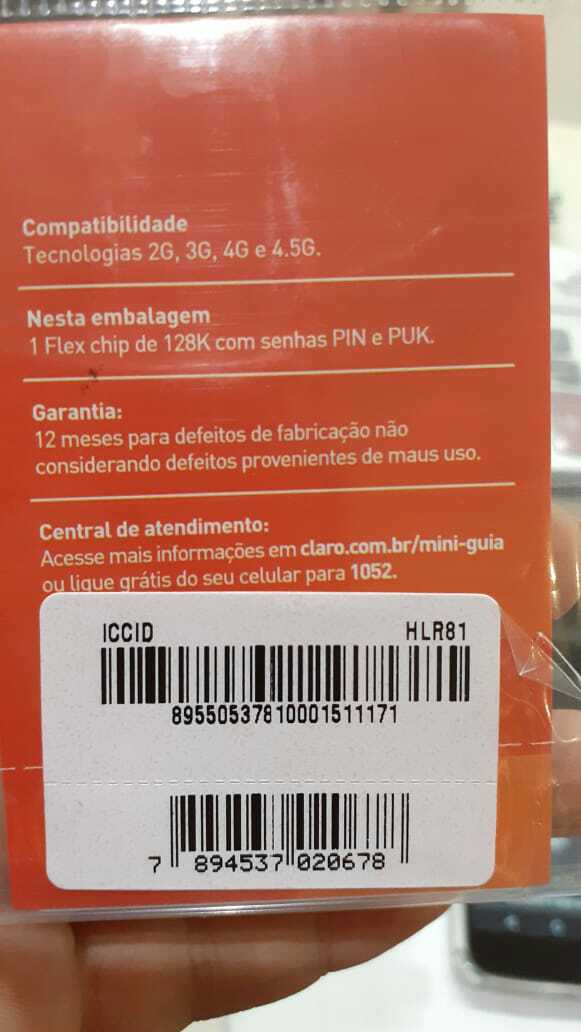 Compatibilidade
Tecnologias 2G, 3G, 4G e 4.5G.
Nesta embalagem
1 Flex chip de 128K com senhas PIN e PUK.
Garantia:
12 meses para defeitos de fabricação não
considerando defeitos provenientes de maus uso.
Central de atendimento:
Acesse mais informações em claro.com.br/mini-guia
ou ligue grátis do seu celular para 1052.
ICCID HLR81
89550537810001511171
7 894537 020678